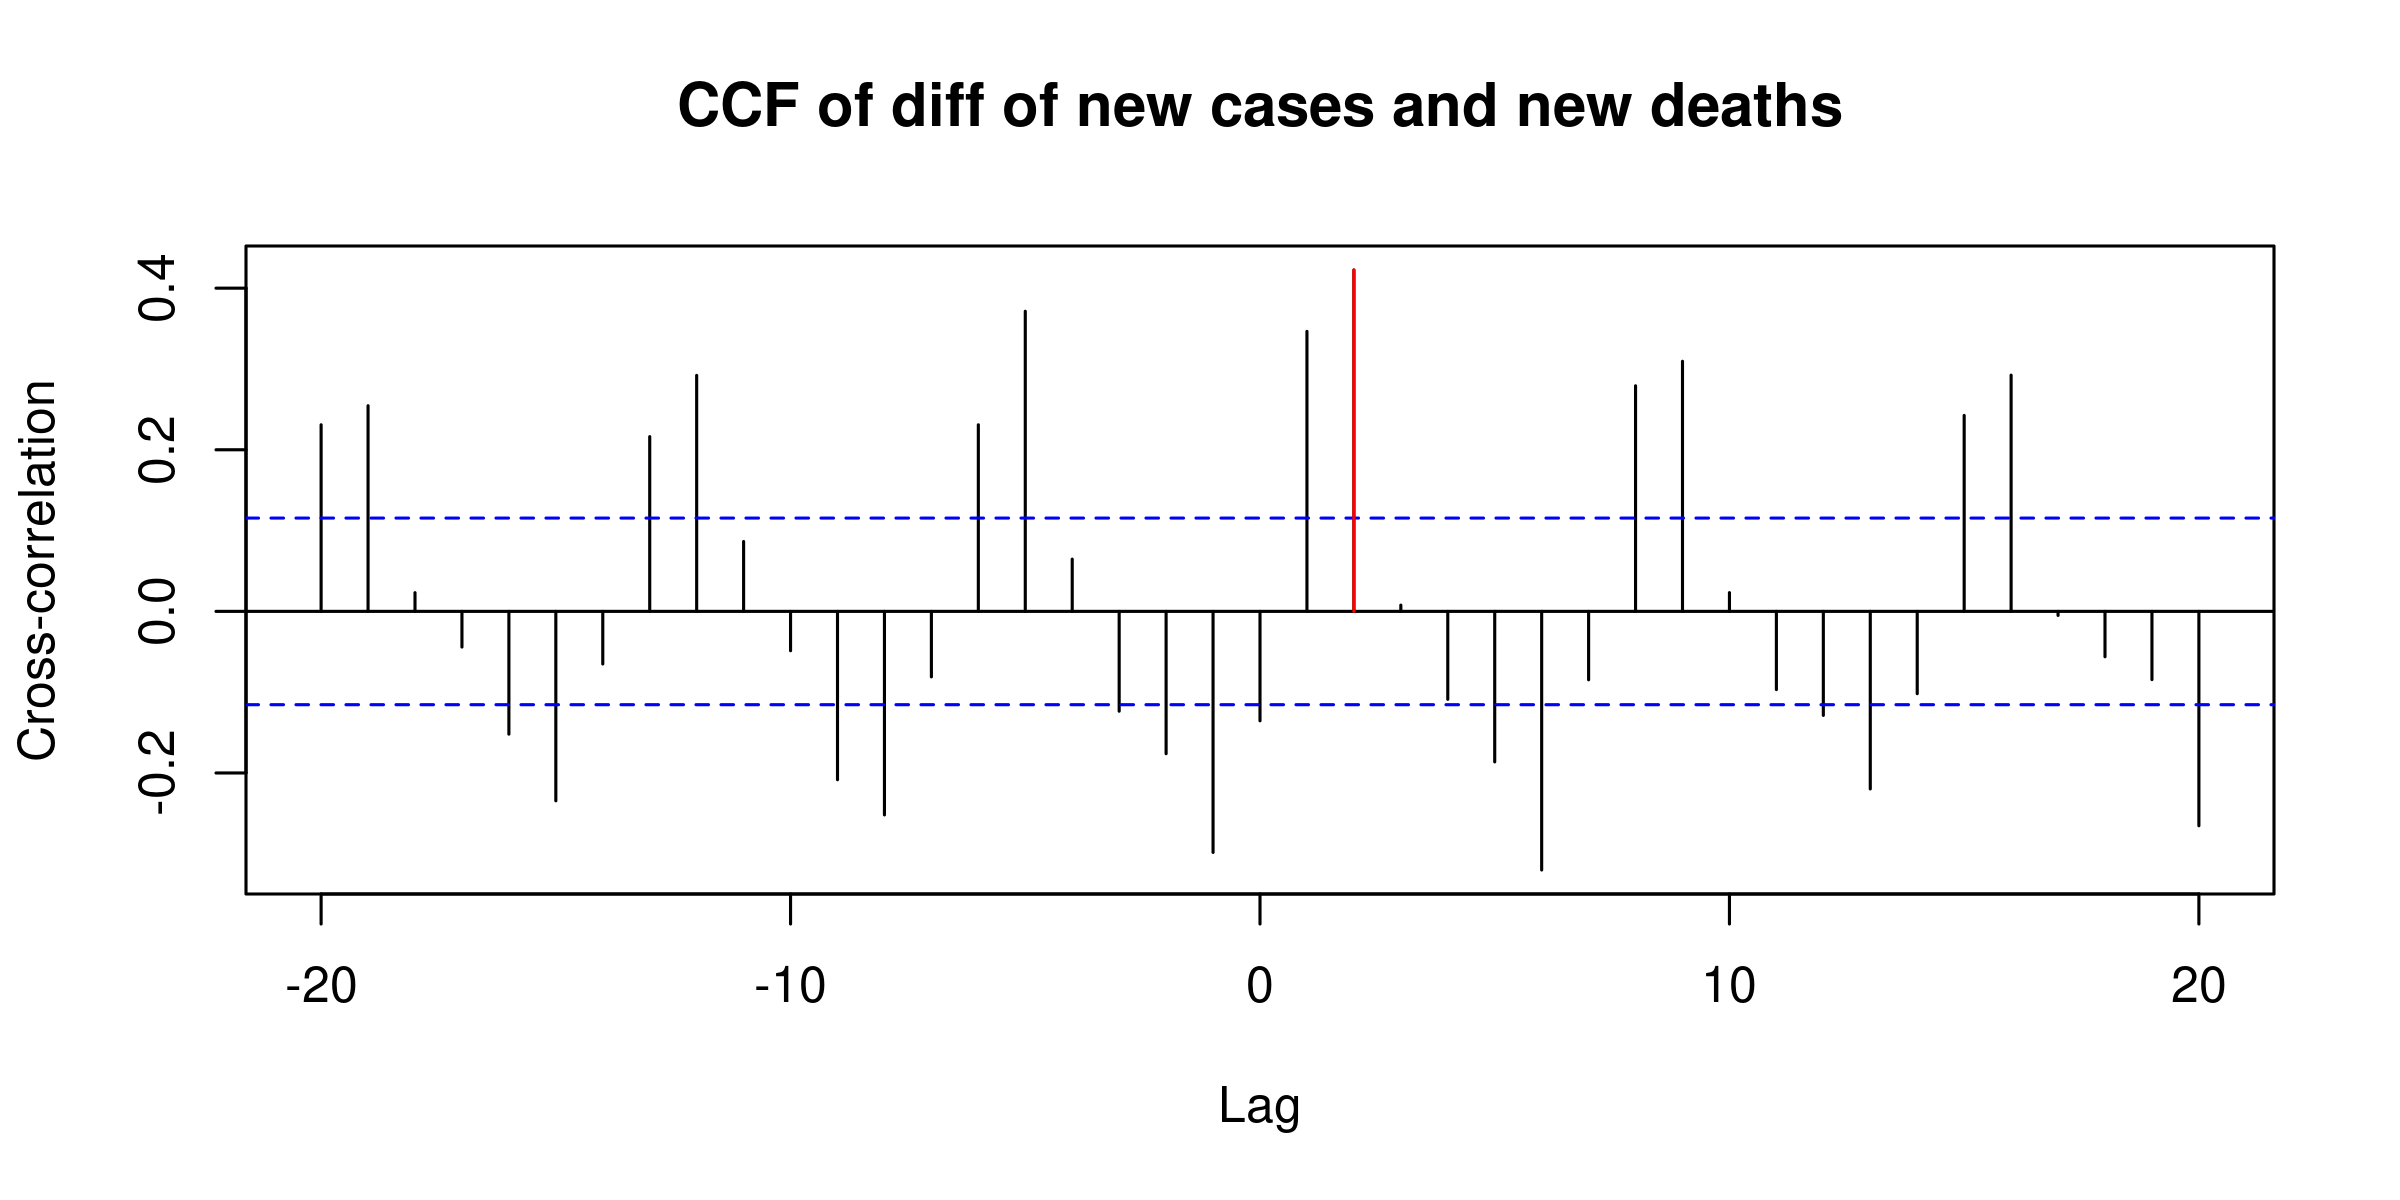 CCF of diff of new cases and new deaths
Cross-correlation
0.4
0.2
0.0
-0.2
-20 -10 0 10 20
Lag